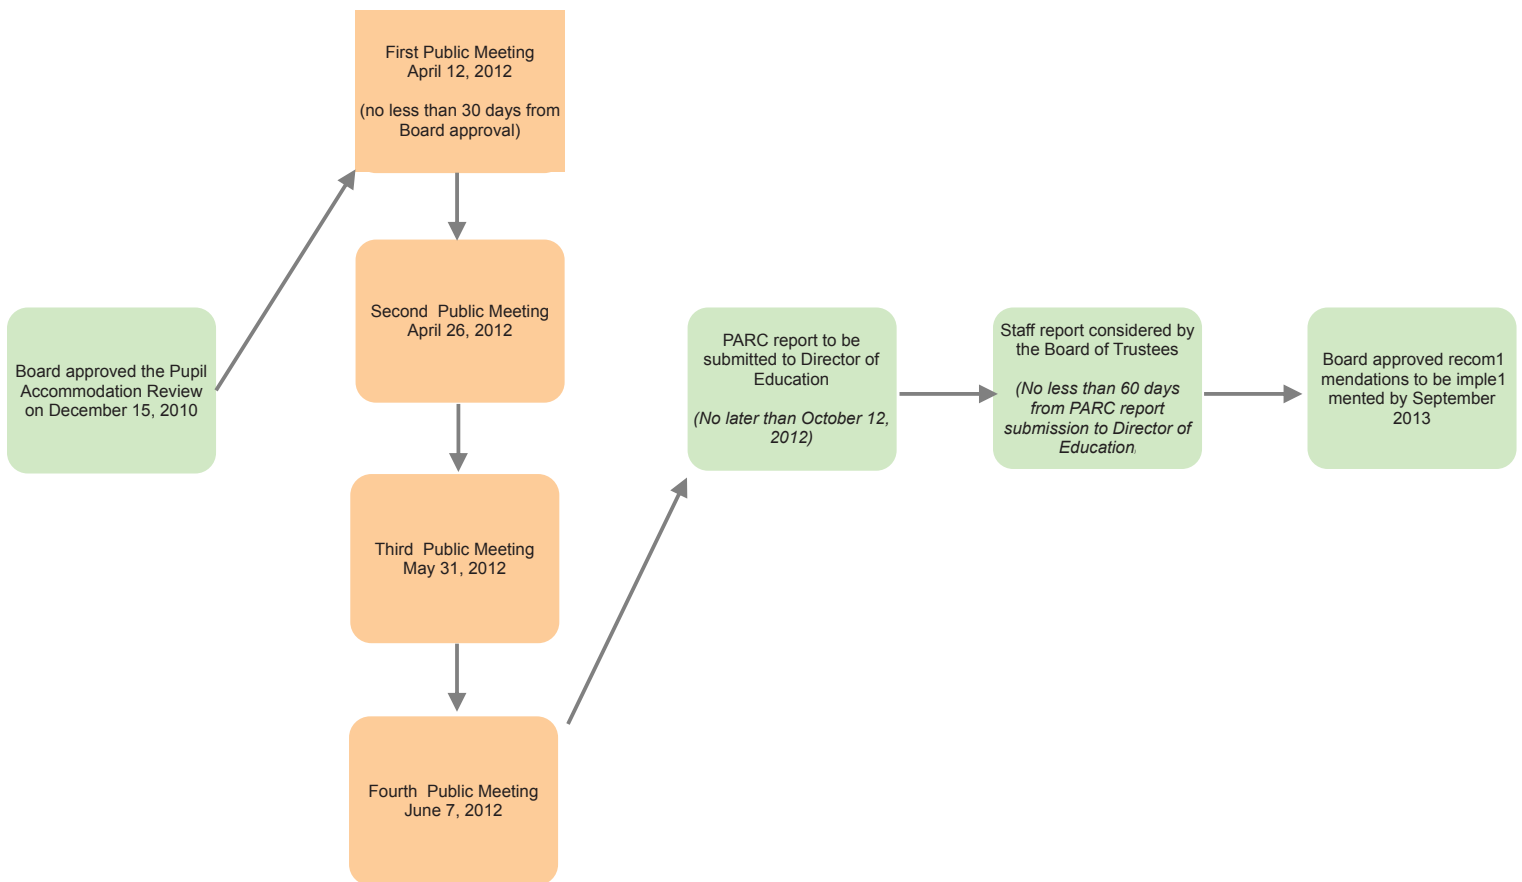 Board approved the Pupil
Accommodation Review
on December 15, 2010
First Public Meeting
April 12, 2012
(no less than 30 days from
Board approval)
Second  Public Meeting
April 26, 2012
Third  Public Meeting
May 31, 2012
Fourth  Public Meeting
June 7, 2012
PARC report to be
submitted to Director of
Education
(No later than October 12,
2012)
Staff report considered by
the Board of Trustees
(No less than 60 days
from PARC report
submission to Director of
Education)
Board approved recom1
mendations to be imple1
mented by September
2013